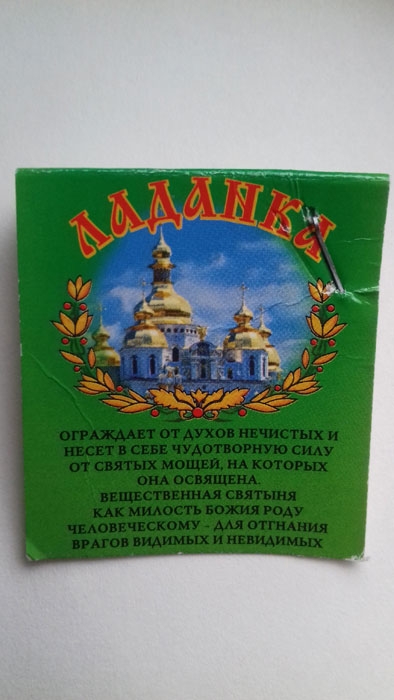 ЛАДАНКА
ОГРАЖДАЕТ ОТ ДУХОВ НЕЧИСТЫХ И
НЕСЕТ В СЕБЕ ЧУДОТВОРНУЮ СИЛУ
ОТ СВЯТЫХ МОЩЕЙ, НА КОТОРЫХ
ОНА ОСВЯЩЕНА.
ВЕЩЕСТВЕННАЯ СВЯТЫНЯ
КАК МИЛОСТЬ БОЖИЯ РОДУ
ЧЕЛОВЕЧЕСКОМУ - ДЛЯ ОТГНАНИЯ
ВРАГОВ ВИДИМЫХ И НЕВИДИМЫХ